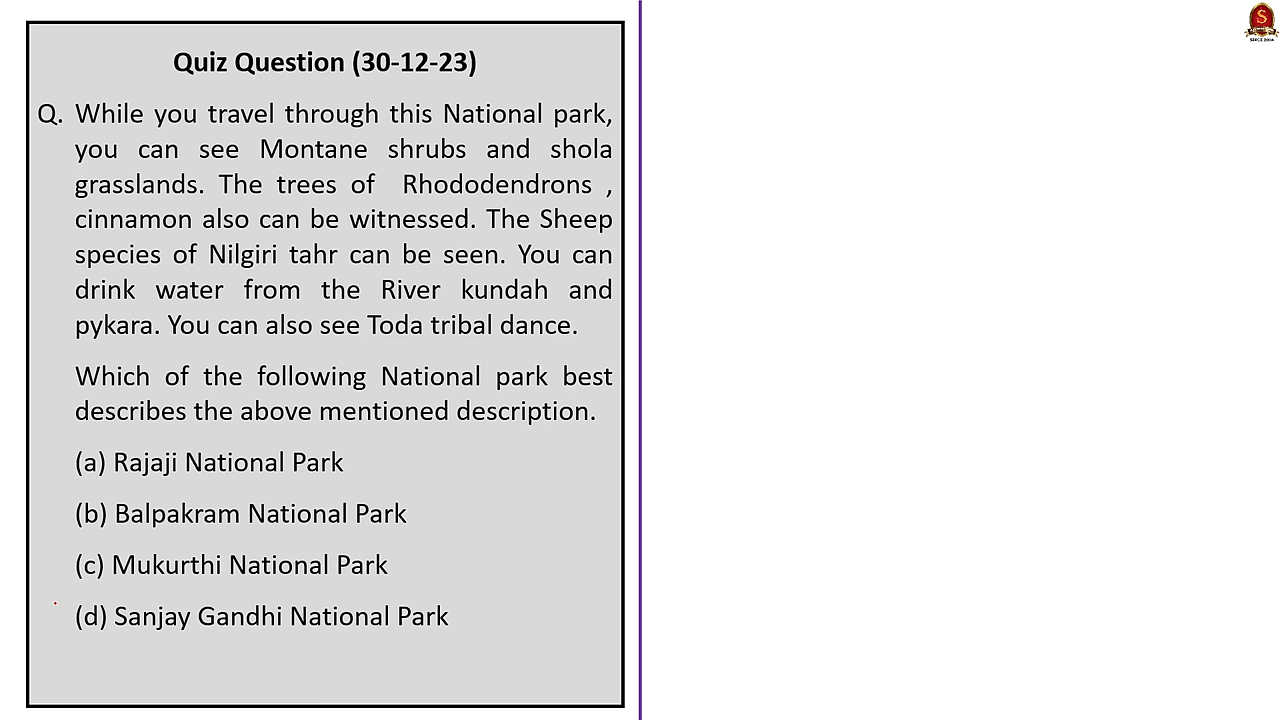 Quiz Question (30-12-23)
Q. While you travel through this National park,
you can see Montane shrubs and shola
grasslands. The trees of Rhododendrons ,
cinnamon also can be witnessed. The Sheep
species of Nilgiri tahr can be seen. You can
drink water from the River kundah and
pykara. You can also see Toda tribal dance.
Which of the following National park best
describes the above mentioned description.
(a) Rajaji National Park
(b) Balpakram National Park
(c) Mukurthi National Park
(d) Sanjay Gandhi National Park
S